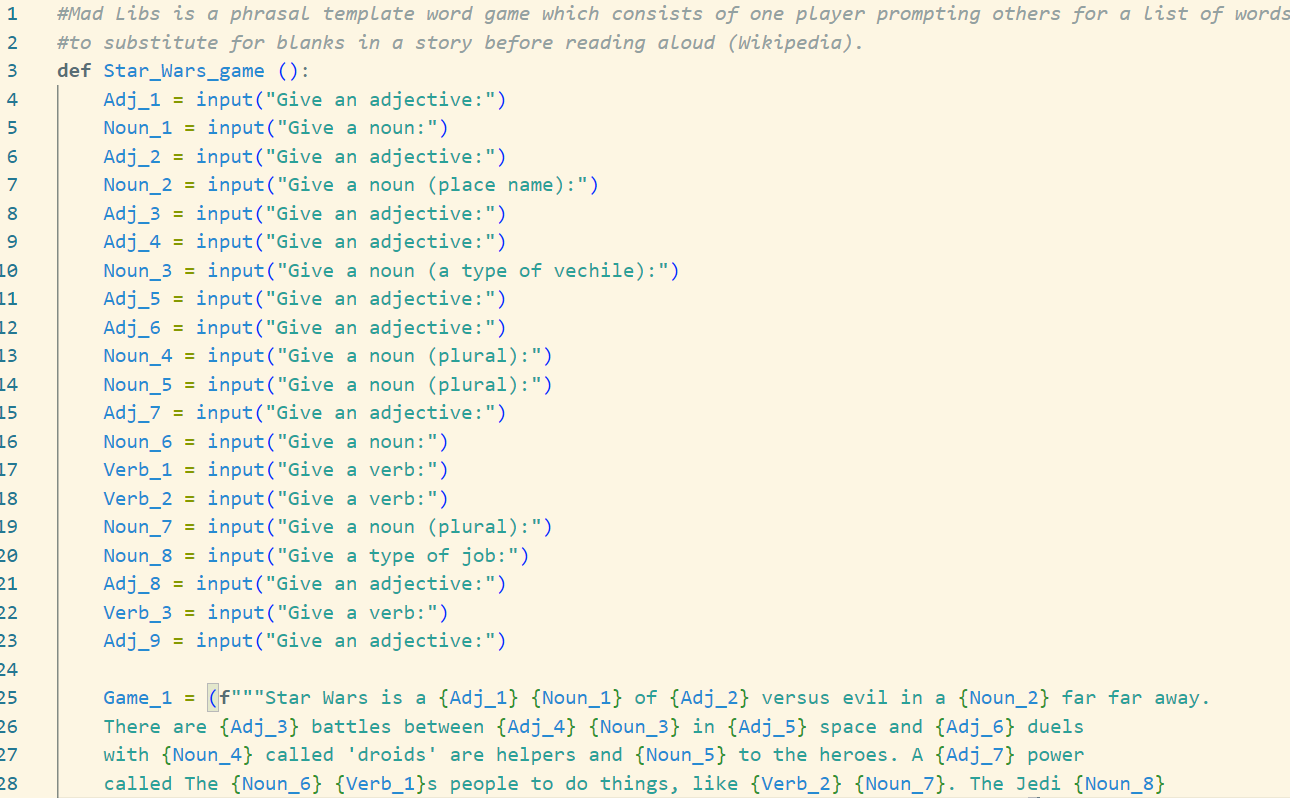 1 #Mad Libs is a phrasal template word game which consists of one player prompting others for a list of words
2 #to substitute for blanks in a story before reading aloud (Wikipedia).
3 def Star_Wars_game ():
4 Adj_1 = input("Give an adjective:")
5 Noun_1 = input("Give a noun:")
6 Adj_2 = input("Give an adjective:")
7 Noun_2 = input("Give a noun (place name):")
8 Adj_3 = input("Give an adjective:")
9 Adj_4 = input("Give an adjective:")
10 Noun_3 = input("Give a noun (a type of vechile):")
11 Adj_5 = input("Give an adjective:")
12 Adj_6 = input("Give an adjective:")
13 Noun_4 = input("Give a noun (plural):")
14 Noun_5 = input("Give a noun (plural):")
15 Adj_7 = input("Give an adjective:")
16 Noun_6 = input("Give a noun:")
17 Verb_1 = input("Give a verb:")
18 Verb_2 = input("Give a verb:")
19 Noun_7 = input("Give a noun (plural):")
20 Noun_8 = input("Give a type of job:")
21 Adj_8 = input("Give an adjective:")
22 Verb_3 = input("Give a verb:")
23 Adj_9 = input("Give an adjective:")
24
25 Game_1 = (f"""Star Wars is a {Adj_1} {Noun_1} of {Adj_2} versus evil in a {Noun_2} far far away.
26 There are {Adj_3} battles between {Adj_4} {Noun_3} in {Adj_5} space and {Adj_6} duels
27 with {Noun_4} called 'droids' are helpers and {Noun_5} to the heroes. A {Adj_7} power
28 called The {Noun_6} {Verb_1}s people to do things, like {Verb_2} {Noun_7}. The Jedi {Noun_8}